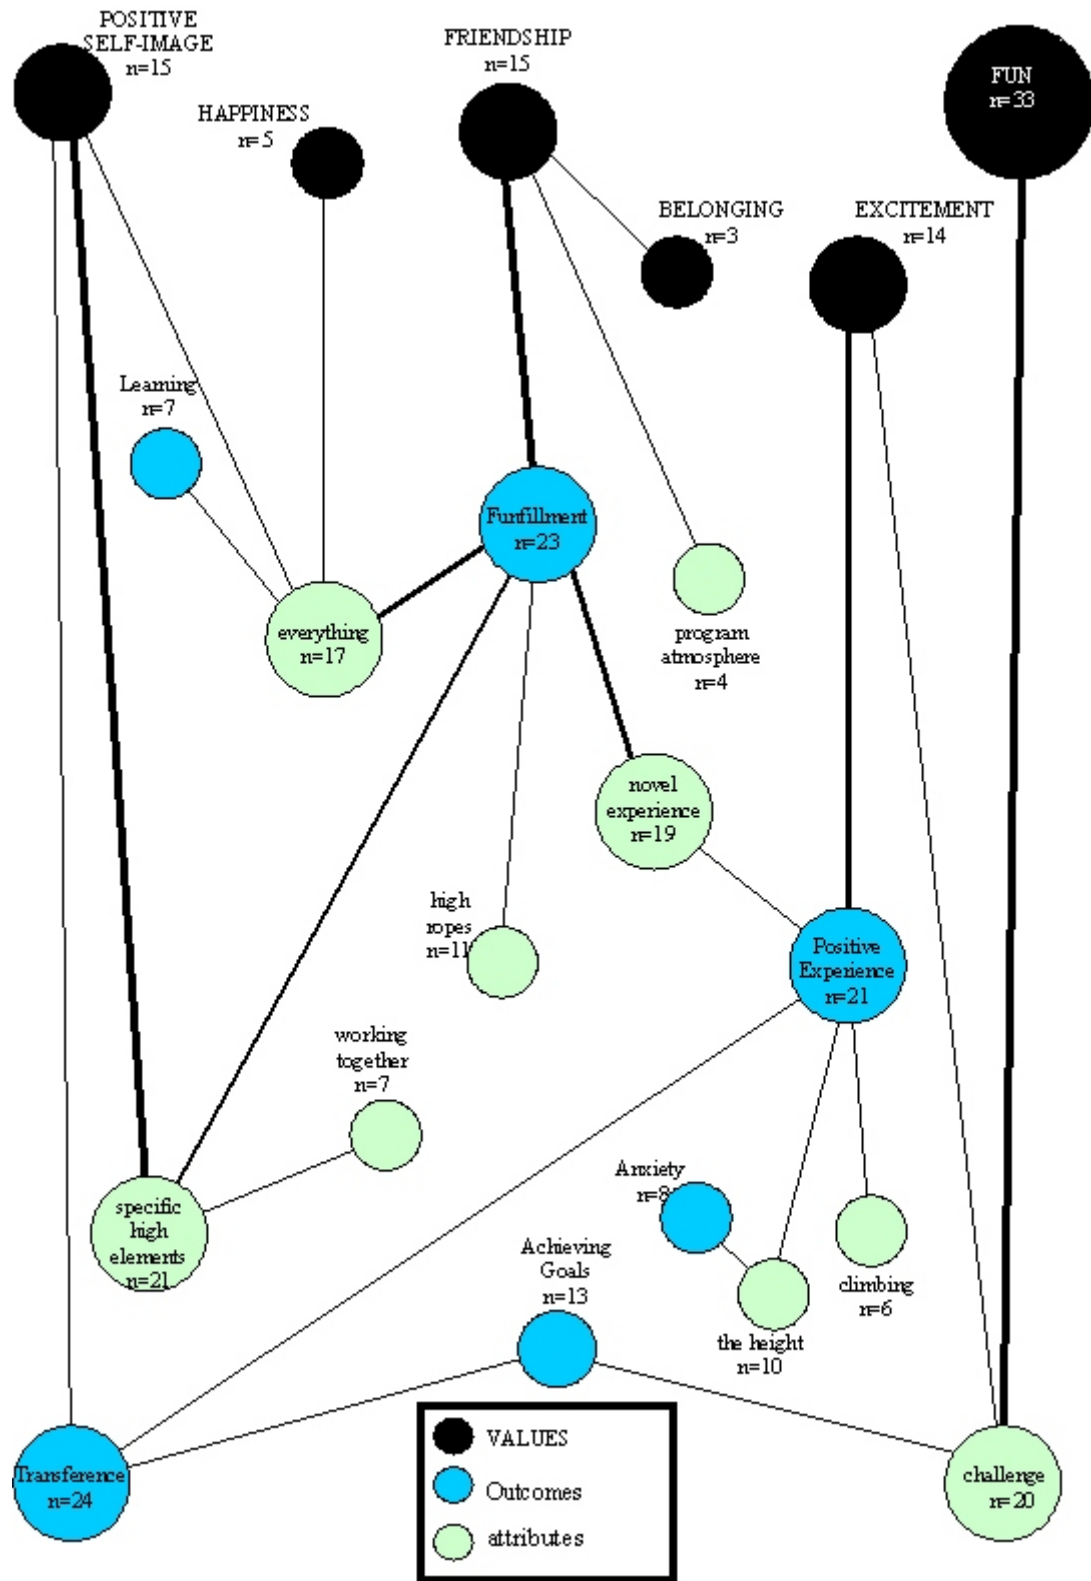 POSITIVE
SELF-IMAGE
n=15
FRIENDSHIP
n=15
FUN
n=33
HAPPINESS
n=5
BELONGING
n=3
EXCITEMENT
n=14
Learning
n=7
Funfillment
n=23
everything
n=17
program
atmosphere
n=4
novel
experience
n=19
high
ropes
n=11
Positive
Experience
n=21
working
together
n=7
Anxiety
n=8
specific
high
elements
n=21
Achieving
Goals
n=13
climbing
n=6
the height
n=10
Transference
n=24
challenge
n=20
VALUES
Outcomes
attributes